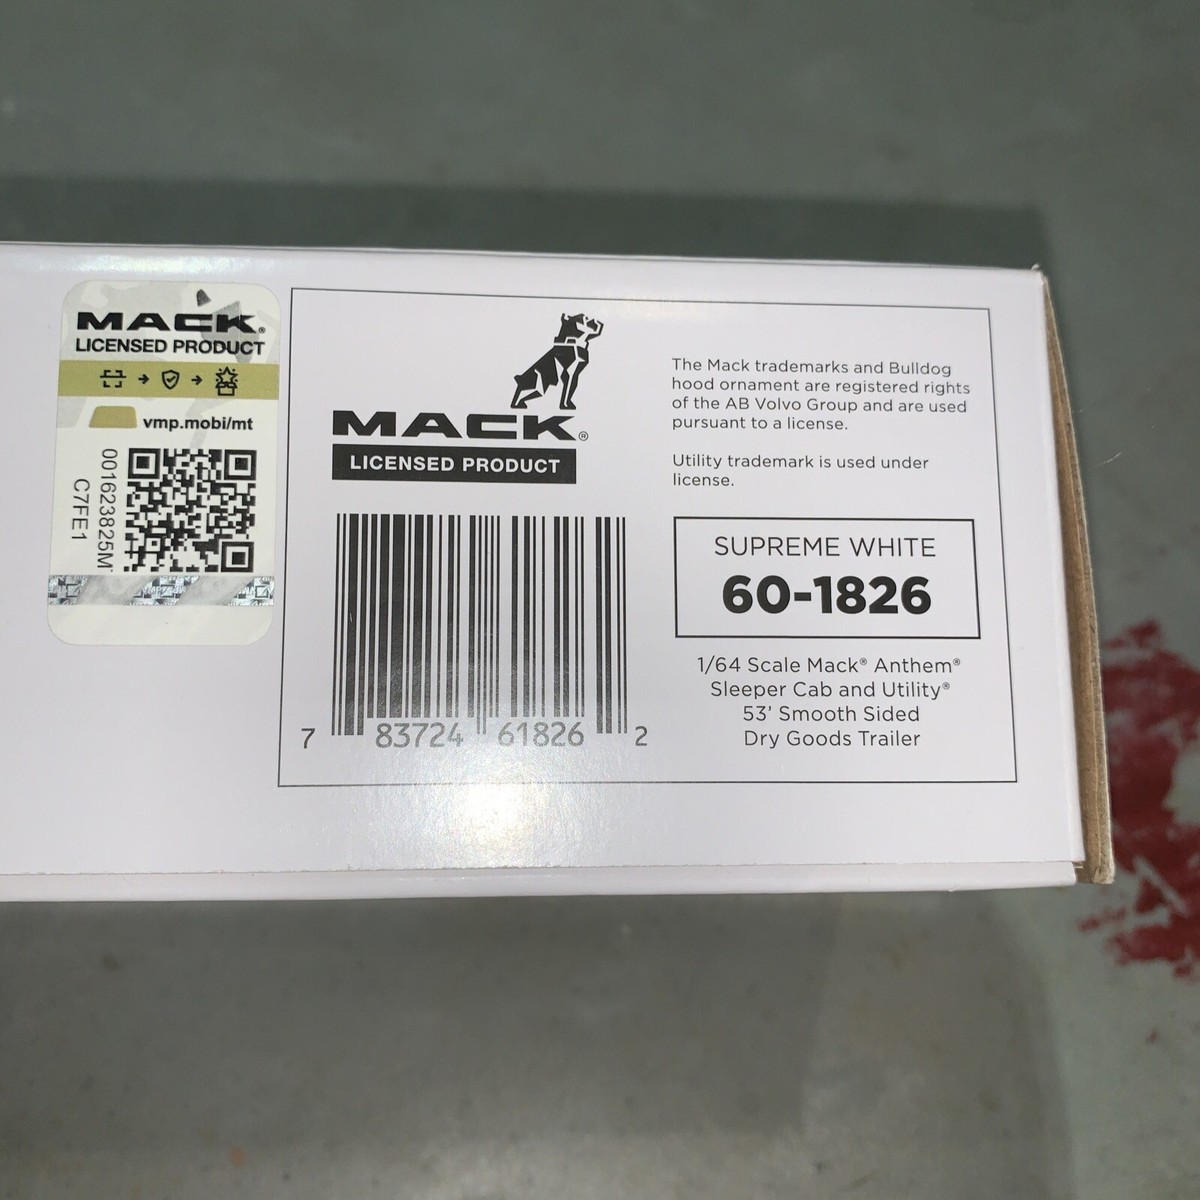 MACK®
LICENSED PRODUCT
vmp.mobi/mt
001623825M
C7FE1
MACK®
LICENSED PRODUCT
7 83724 61826 2
The Mack trademarks and Bulldog
hood ornament are registered rights
of the AB Volvo Group and are used
pursuant to a license.
Utility trademark is used under
license.
SUPREME WHITE
60-1826
1/64 Scale Mack® Anthem®
Sleeper Cab and Utility®
53’ Smooth Sided
Dry Goods Trailer